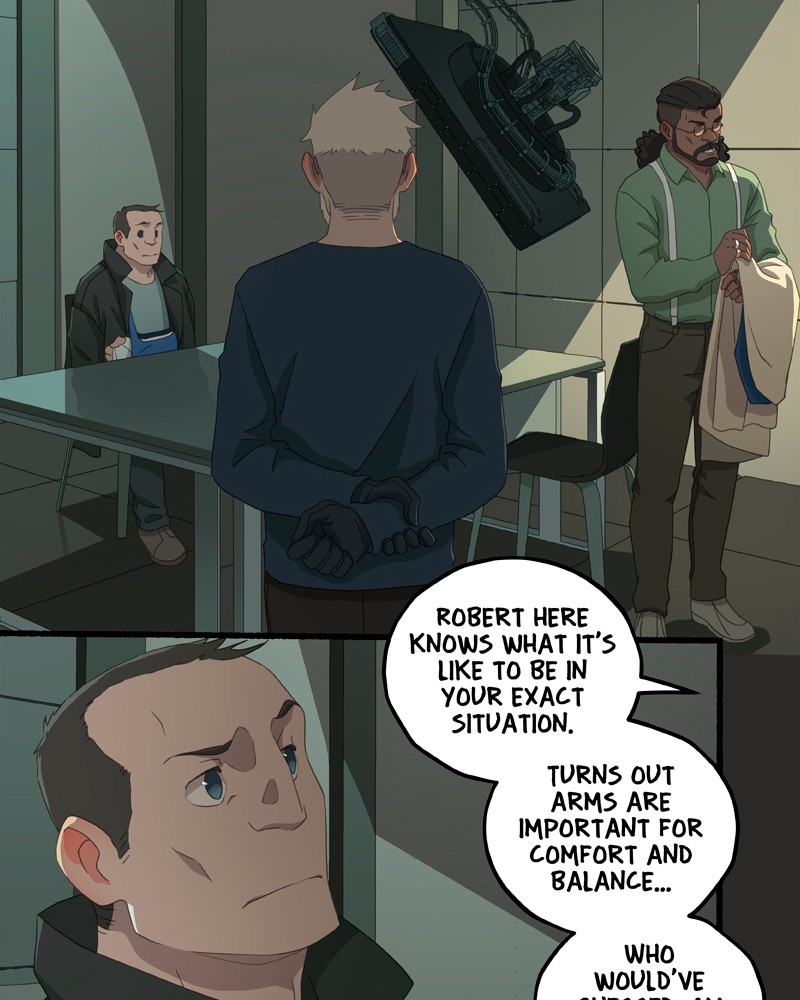 ROBERT HERE
KNOWS WHAT IT'S
LIKE TO BE IN
YOUR EXACT
SITUATION.
TURNS OUT
ARMS ARE
IMPORTANT FOR
COMFORT AND
BALANCE...
WHO
WOULD'VE